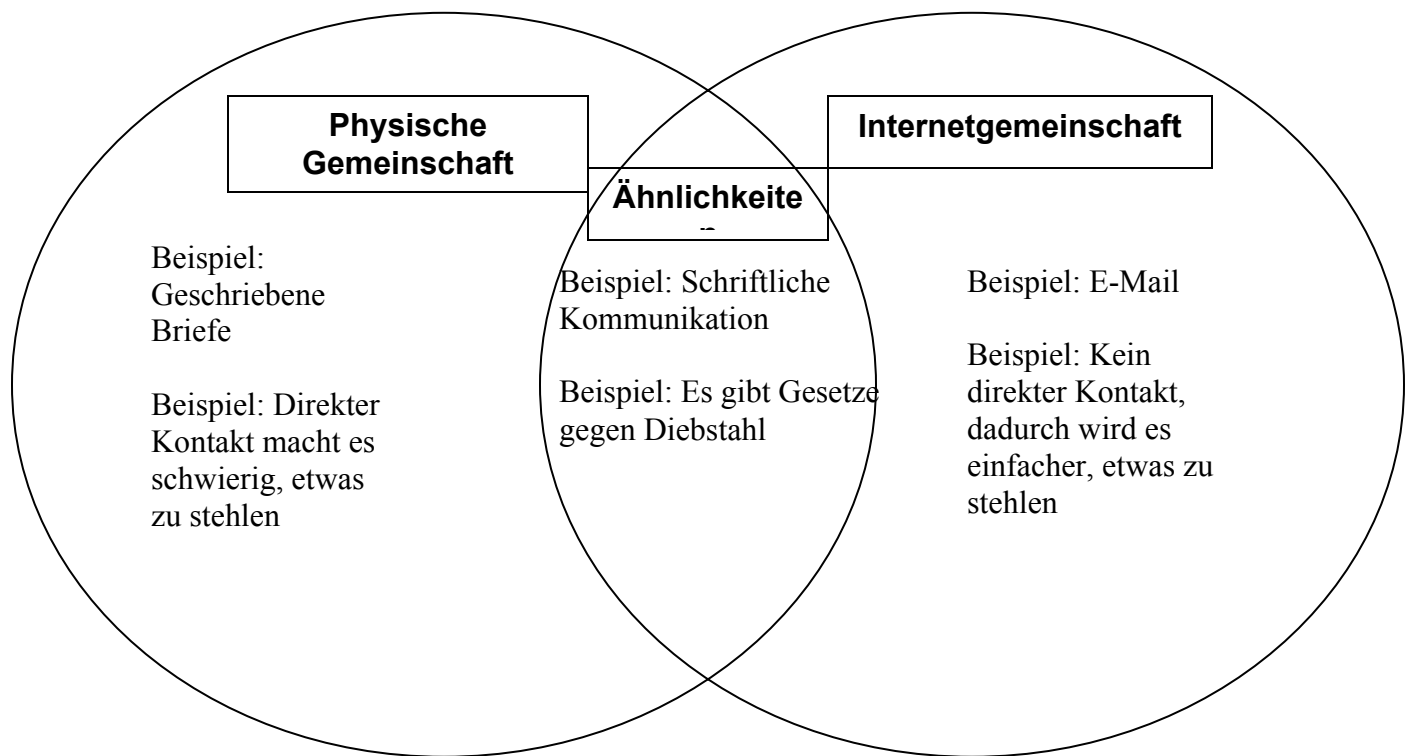 Physische
Gemeinschaft
Internetgemeinschaft
Ähnlichkeite
n
Beispiel:
Geschriebene
Briefe
Beispiel: Direkter
Kontakt macht es
schwierig, etwas
zu stehlen
Beispiel: Schriftliche
Kommunikation
Beispiel: Es gibt Gesetze
gegen Diebstahl
Beispiel: E-Mail
Beispiel: Kein
direkter Kontakt,
dadurch wird es
einfacher, etwas zu
stehlen